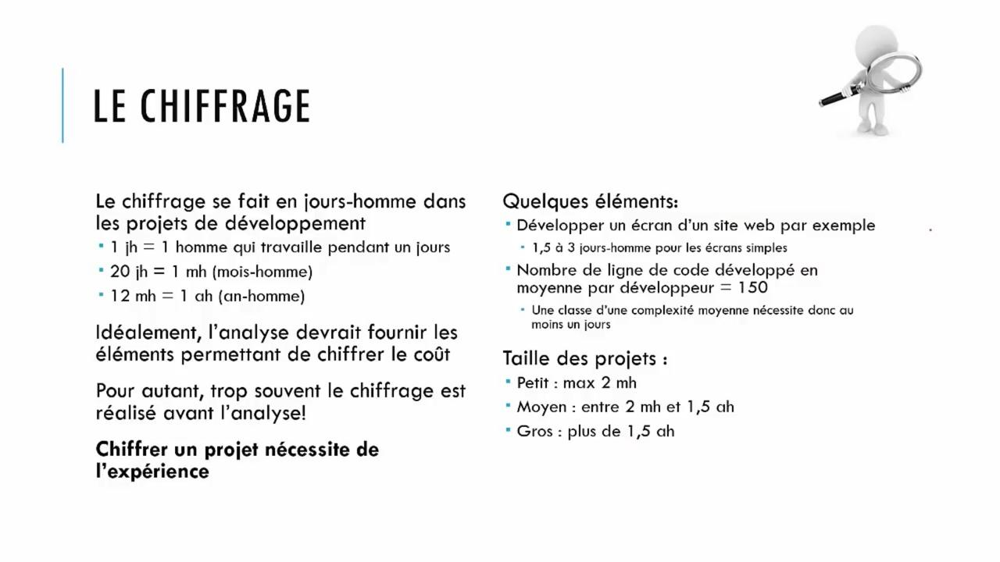 LE CHIFFRAGE
Le chiffrage se fait en jours-homme dans
les projets de développement
1 jh = 1 homme qui travaille pendant un jours
20 jh = 1 mh (mois-homme)
12 mh = 1 ah (an-homme)
Idéalement, l'analyse devrait fournir les
éléments permettant de chiffrer le coût
Pour autant, trop souvent le chiffrage est
réalisé avant l'analyse!
Chiffrer un projet nécessite de
l'expérience
Quelques éléments:
Développer un écran d'un site web par exemple
1,5 à 3 jours-homme pour les écrans simples
Nombre de ligne de code développé en
moyenne par développeur = 150
Une classe d'une complexité moyenne nécessite donc au
moins un jours
Taille des projets :
Petit : max 2 mh
Moyen : entre 2 mh et 1,5 ah
Gros : plus de 1,5 ah